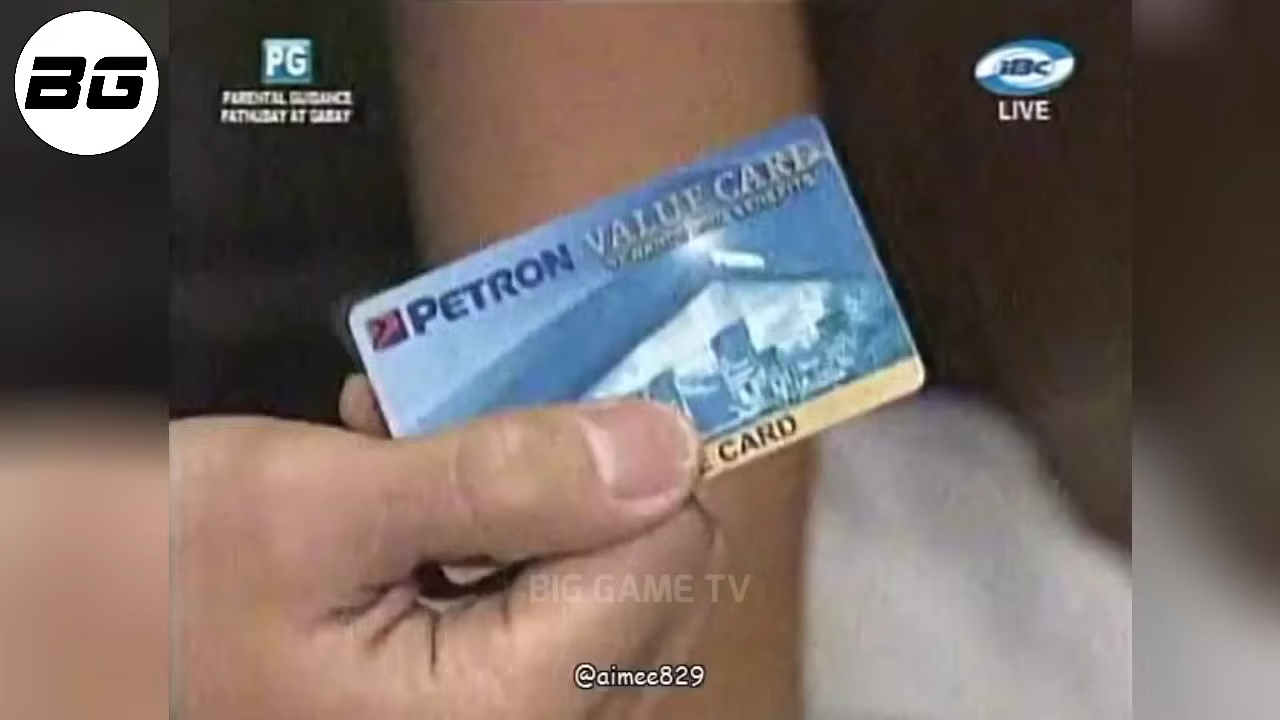 BG
PG
PARENTAL GUIDANCE
PATNUBAY AT GABAY
iBC
LIVE
PETRON VALUE CARD
CARD
BIG GAME TV
@aimee829